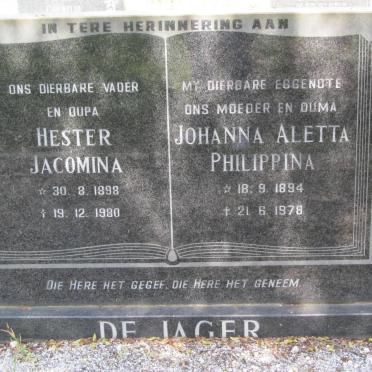 IN TERE HERINNERING AAN
ONS DIERBARE VADER
EN OUPA
HESTER
JACOMINA
☆ 30. 8. 1898
† 19. 12. 1980
MY DIERBARE EGGENOTE
ONS MOEDER EN OUMA
JOHANNA ALETTA
PHILIPPINA
☆ 18. 9. 1894
† 21. 6. 1978
DIE HERE HET GEGEE, DIE HERE HET GENEEM.
DE JAGER